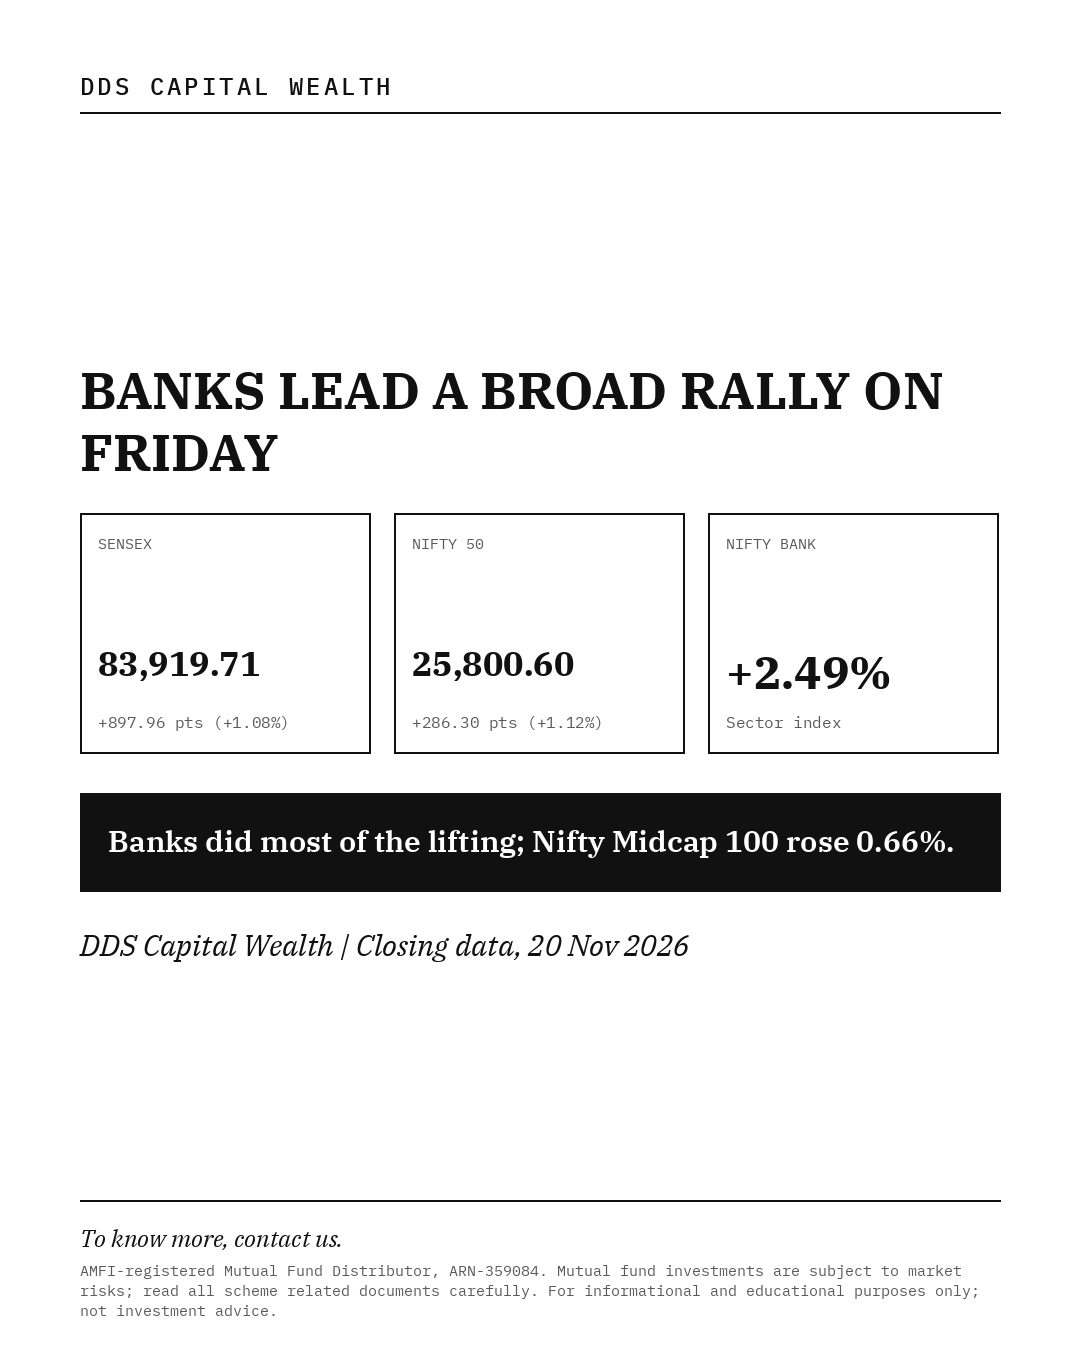 DDS CAPITAL WEALTH
BANKS LEAD A BROAD RALLY ON
FRIDAY
SENSEX
83,919.71
+897.96 pts (+1.08%)
NIFTY 50
25,800.60
+286.30 pts (+1.12%)
NIFTY BANK
+2.49%
Sector index
Banks did most of the lifting; Nifty Midcap 100 rose 0.66%.
DDS Capital Wealth | Closing data, 20 Nov 2026
To know more, contact us.
AMFI-registered Mutual Fund Distributor, ARN-359084. Mutual fund investments are subject to market
risks; read all scheme related documents carefully. For informational and educational purposes only;
not investment advice.